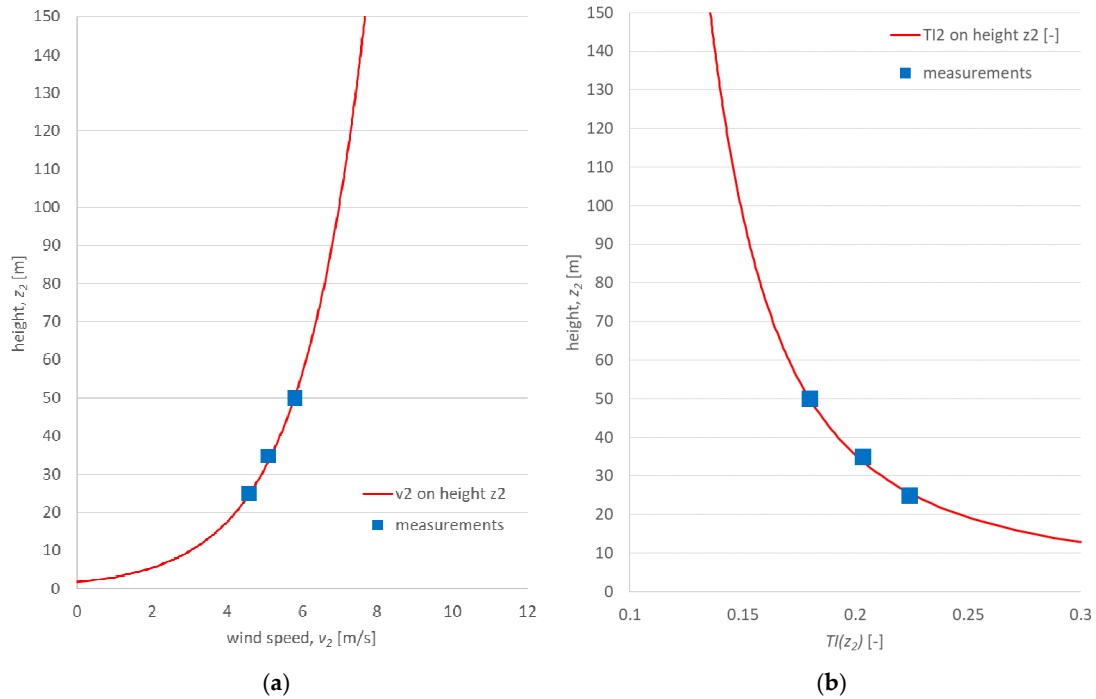 150
140
130
120
110
100
90
80
70
60
50
40
30
20
10
0
height, z2 [m]
v2 on height z2
measurements
0 2 4 6 8 10 12
wind speed, v2 [m/s]
(a)
150
140
130
120
110
100
90
80
70
60
50
40
30
20
10
0
height, z2 [m]
TI2 on height z2 [-]
measurements
0.1 0.15 0.2 0.25 0.3
TI(z2) [-]
(b)